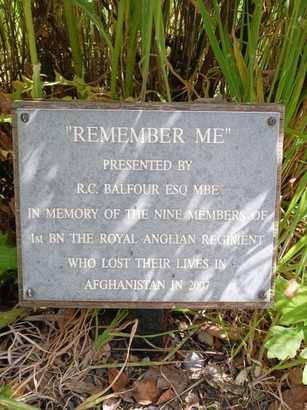 "REMEMBER ME"
PRESENTED BY
R.C. BALFOUR ESQ MBE
IN MEMORY OF THE NINE MEMBERS OF
1st BN THE ROYAL ANGLIAN REGIMENT
WHO LOST THEIR LIVES IN
AFGHANISTAN IN 2007